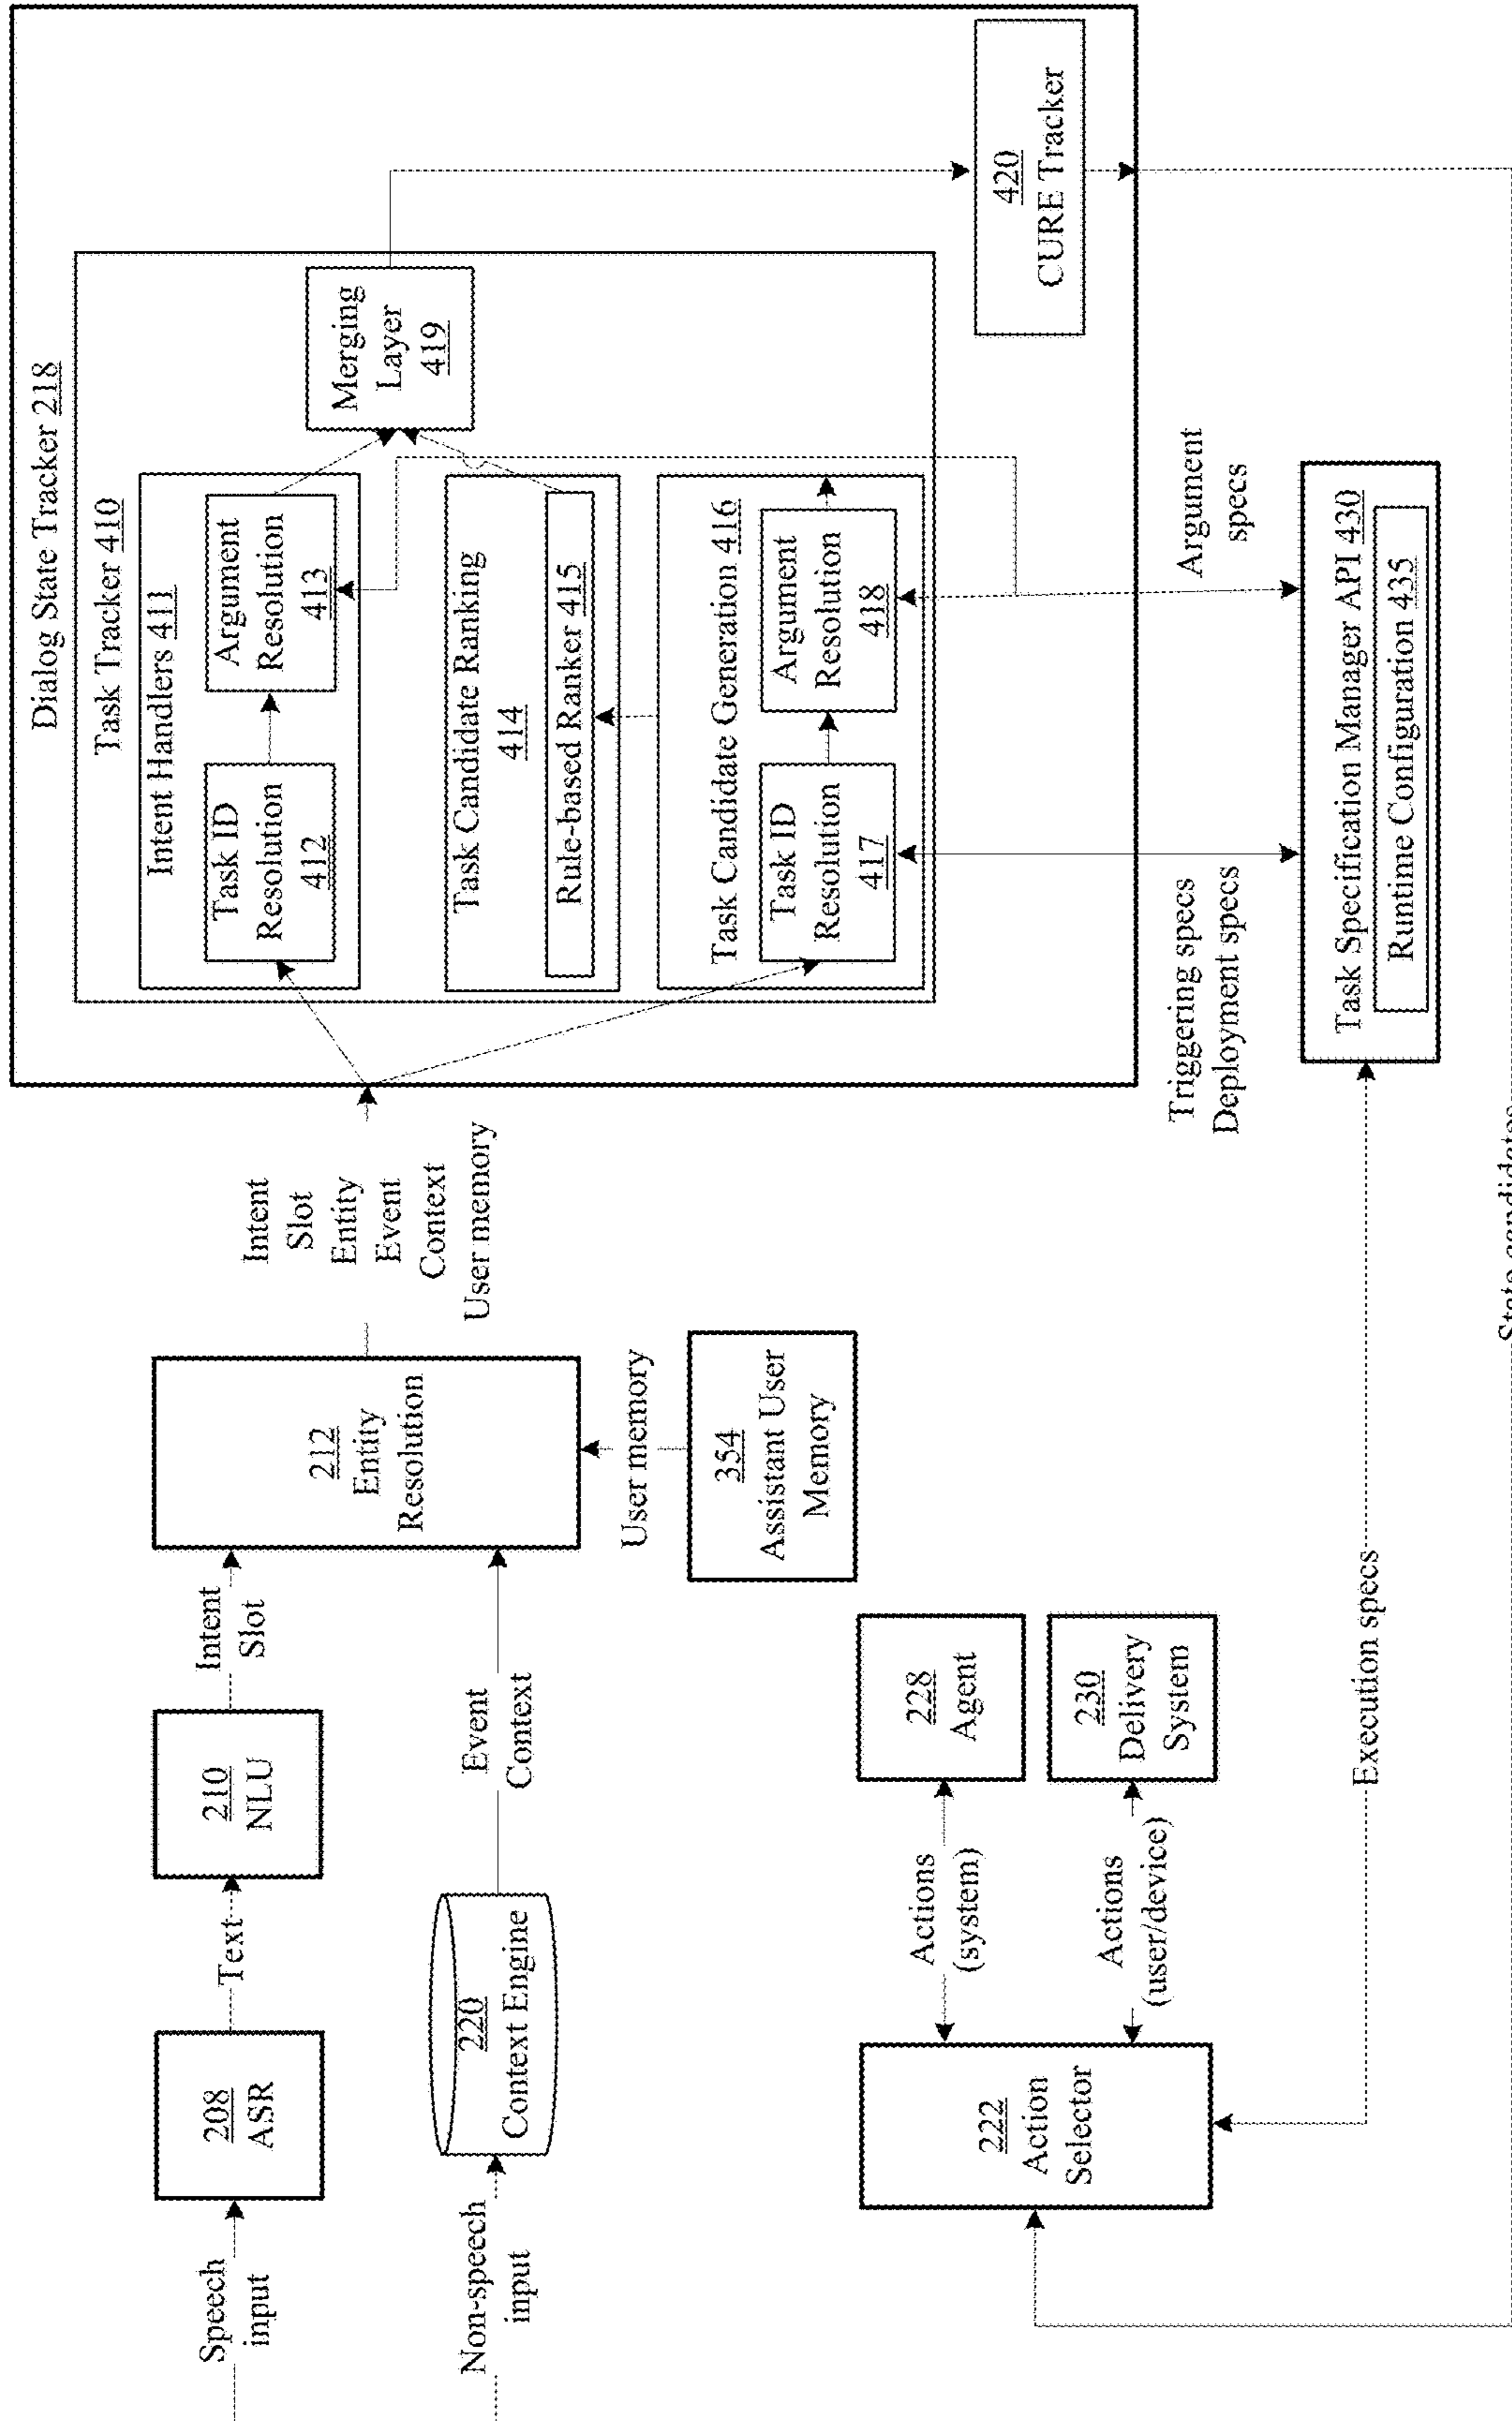 Speech
input
208
ASR
Text
210
NLU
Intent
Slot
Non-speech
input
220
Context Engine
Event
Context
212
Entity
Resolution
User memory
354
Assistant User
Memory
Intent
Slot
Entity
Event
Context
User memory
Dialog State Tracker 218
Task Tracker 410
Intent Handlers 411
Task ID
Resolution
412
Argument
Resolution
413
Task Candidate Ranking
414
Rule-based Ranker 415
Task Candidate Generation 416
Task ID
Resolution
417
Argument
Resolution
418
Merging
Layer
419
420
CURE Tracker
Triggering specs
Deployment specs
Argument
specs
Task Specification Manager API 430
Runtime Configuration 435
222
Action
Selector
Actions
(system)
228
Agent
Actions
(user/device)
230
Delivery
System
Execution specs
State candidates